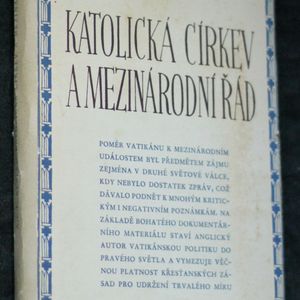 KATOLICKÁ CÍRKEV
A MEZINÁRODNÍ ŘÁD
POMĚR VATIKÁNU K MEZINÁRODNÍM
UDÁLOSTEM BYL PŘEDMĚTEM ZÁJMU
ZEJMÉNA V DRUHÉ SVĚTOVÉ VÁLCE,
KDY NEBYLO DOSTATEK ZPRÁV, COŽ
DÁVALO PODNĚT K MNOHÝM KRITIC-
KÝM I NEGATIVNÍM POZNÁMKÁM. NA
ZÁKLADĚ BOHATÉHO DOKUMENTÁR-
NÍHO MATERIÁLU STAVÍ ANGLICKÝ
AUTOR VATIKÁNSKOU POLITIKU DO
PRAVÉHO SVĚTLA A VYMEZUJE VĚČ-
NOU PLATNOST KŘESŤANSKÝCH ZÁ-
SAD PRO UDRŽENÍ TRVALÉHO MÍRU